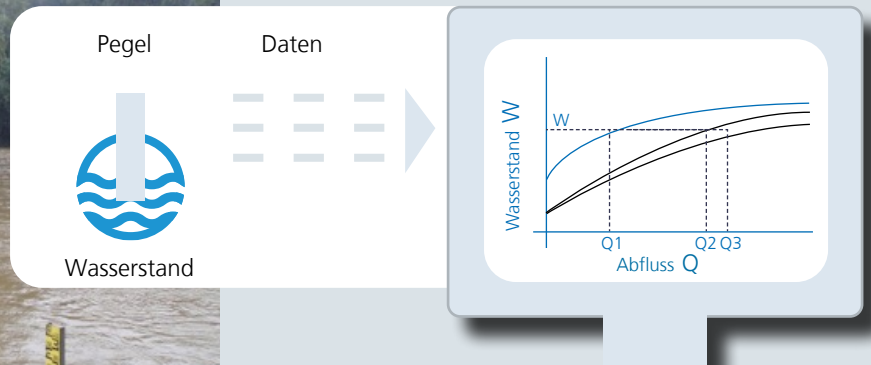 Pegel
Daten
Wasserstand
Wasserstand W
W
Q1
Q2
Q3
Abfluss Q